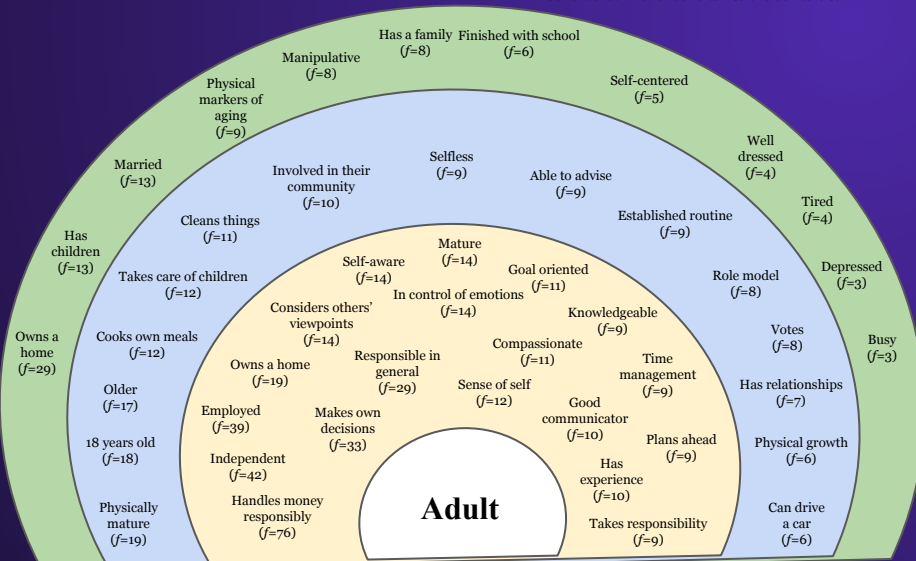 Has a family
(f=8)
Finished with school
(f=6)
Manipulative
(f=8)
Self-centered
(f=5)
Physical
markers of
aging
(f=9)
Well
dressed
(f=4)
Married
(f=13)
Tired
(f=4)
Has
children
(f=13)
Depressed
(f=3)
Owns a
home
(f=29)
Busy
(f=3)
Selfless
(f=9)
Involved in their
community
(f=10)
Able to advise
(f=9)
Cleans things
(f=11)
Established routine
(f=9)
Takes care of children
(f=12)
Role model
(f=8)
Cooks own meals
(f=12)
Votes
(f=8)
Older
(f=17)
Has relationships
(f=7)
18 years old
(f=18)
Physical growth
(f=6)
Physically
mature
(f=19)
Can drive
a car
(f=6)
Mature
(f=14)
Self-aware
(f=14)
Goal oriented
(f=11)
In control of emotions
(f=14)
Considers others’
viewpoints
(f=14)
Knowledgeable
(f=9)
Compassionate
(f=11)
Responsible in
general
(f=29)
Time
management
(f=9)
Owns a home
(f=19)
Sense of self
(f=12)
Good
communicator
(f=10)
Employed
(f=39)
Makes own
decisions
(f=33)
Plans ahead
(f=9)
Independent
(f=42)
Has
experience
(f=10)
Handles money
responsibly
(f=76)
Takes responsibility
(f=9)
Adult